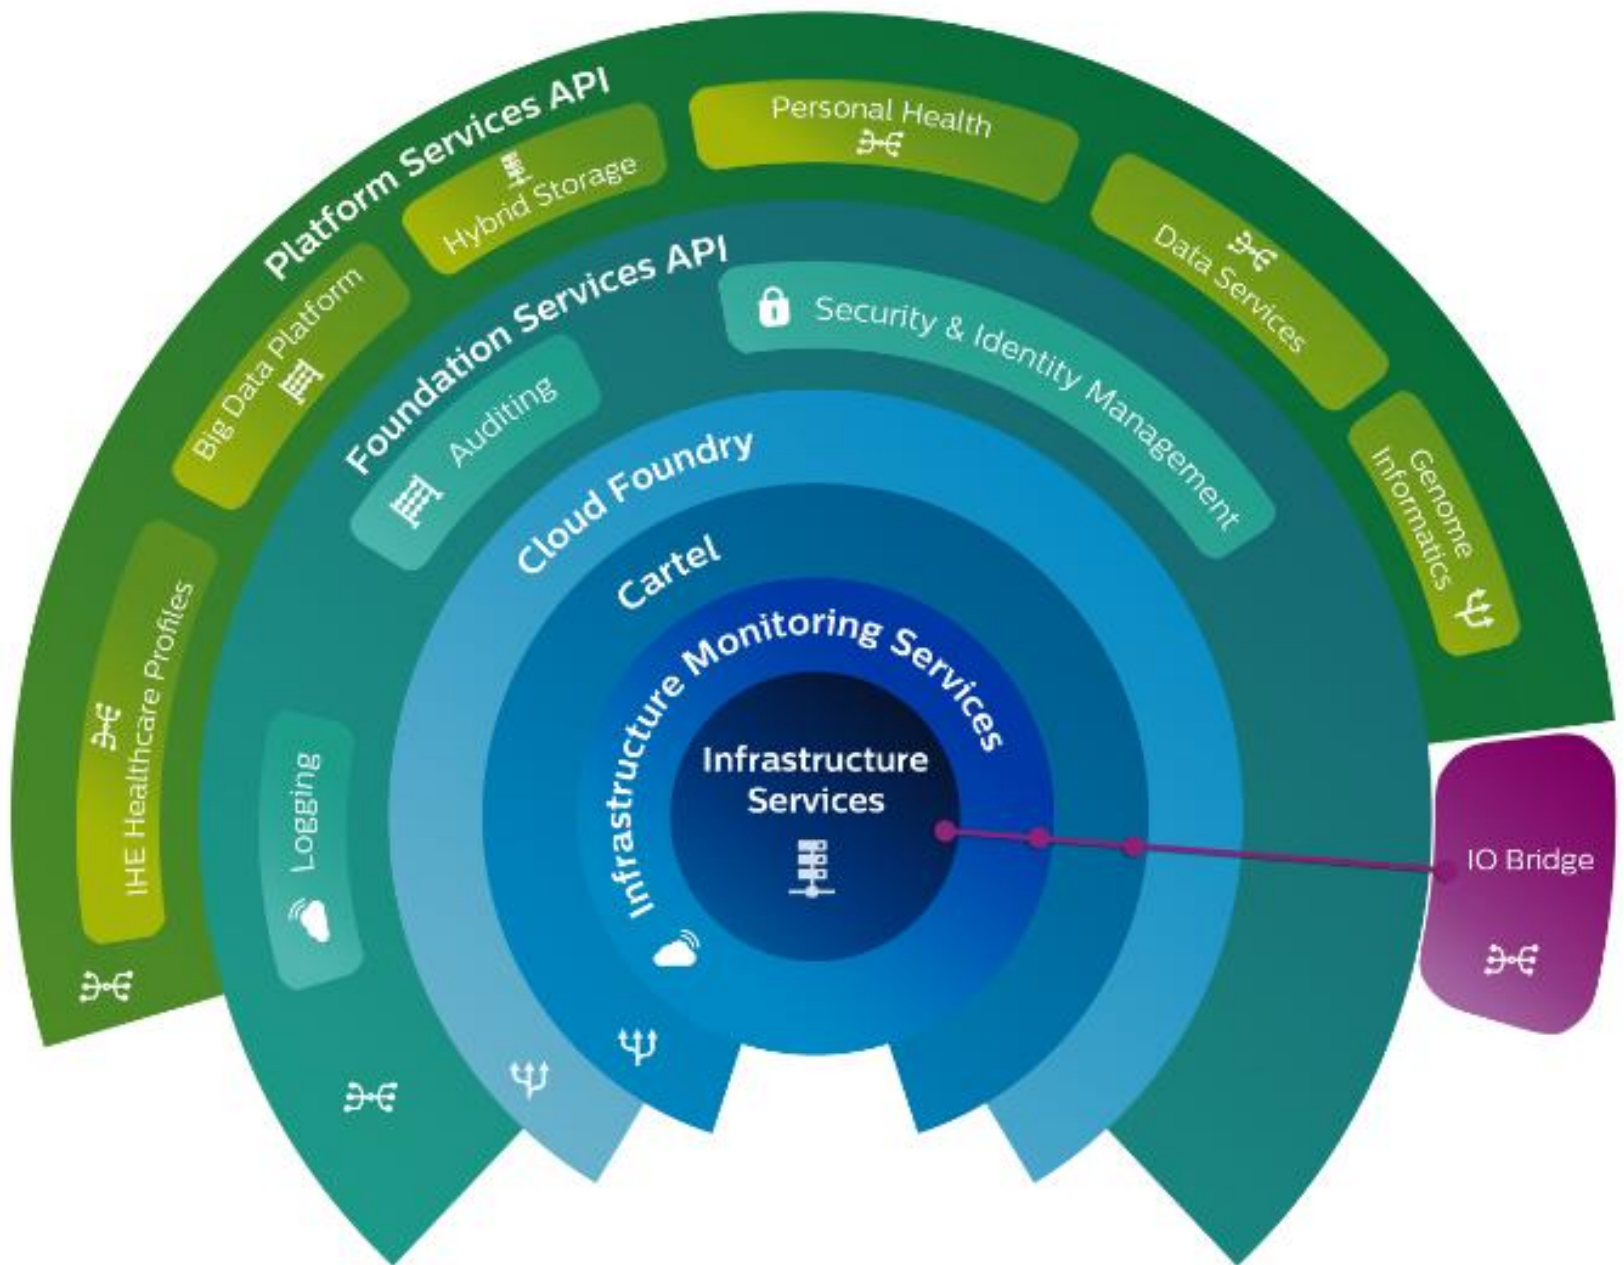 Platform Services API
Personal Health
Hybrid Storage
Data Services
Big Data Platform
Genome
Informatics
IHE Healthcare Profiles
Foundation Services API
Security & Identity Management
Auditing
Logging
Cloud Foundry
Cartel
Infrastructure Monitoring Services
Infrastructure
Services
IO Bridge